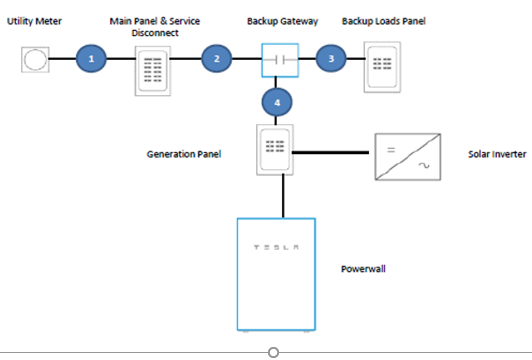 Utility Meter
Main Panel & Service
Disconnect
Backup Gateway
Backup Loads Panel
1
2
3
4
Generation Panel
Solar Inverter
TESLA
Powerwall